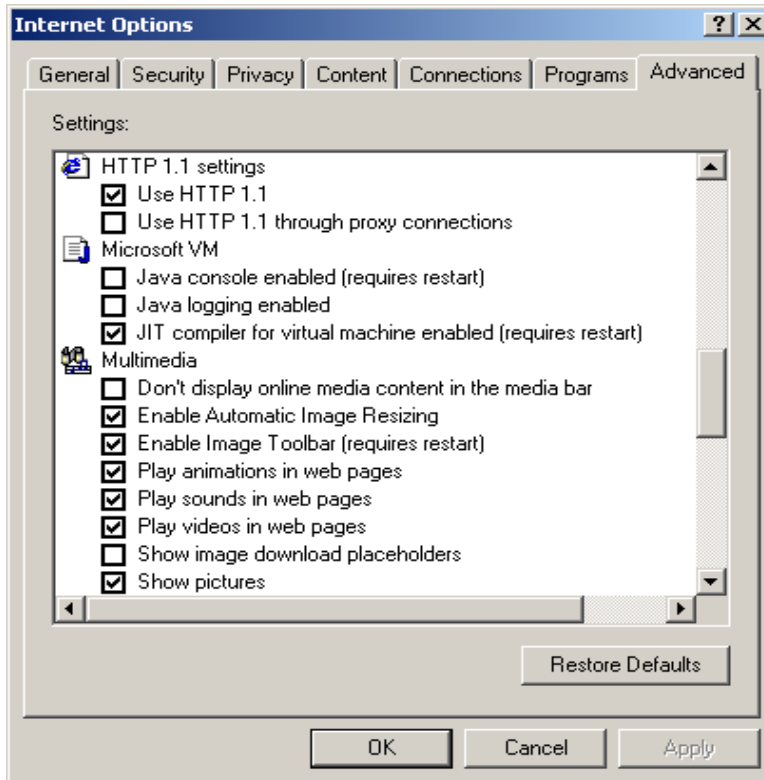 Internet Options
General Security Privacy Content Connections Programs Advanced
Settings:
HTTP 1.1 settings
Use HTTP 1.1
Use HTTP 1.1 through proxy connections
Microsoft VM
Java console enabled (requires restart)
Java logging enabled
JIT compiler for virtual machine enabled (requires restart)
Multimedia
Don't display online media content in the media bar
Enable Automatic Image Resizing
Enable Image Toolbar (requires restart)
Play animations in web pages
Play sounds in web pages
Play videos in web pages
Show image download placeholders
Show pictures
Restore Defaults
OK Cancel Apply